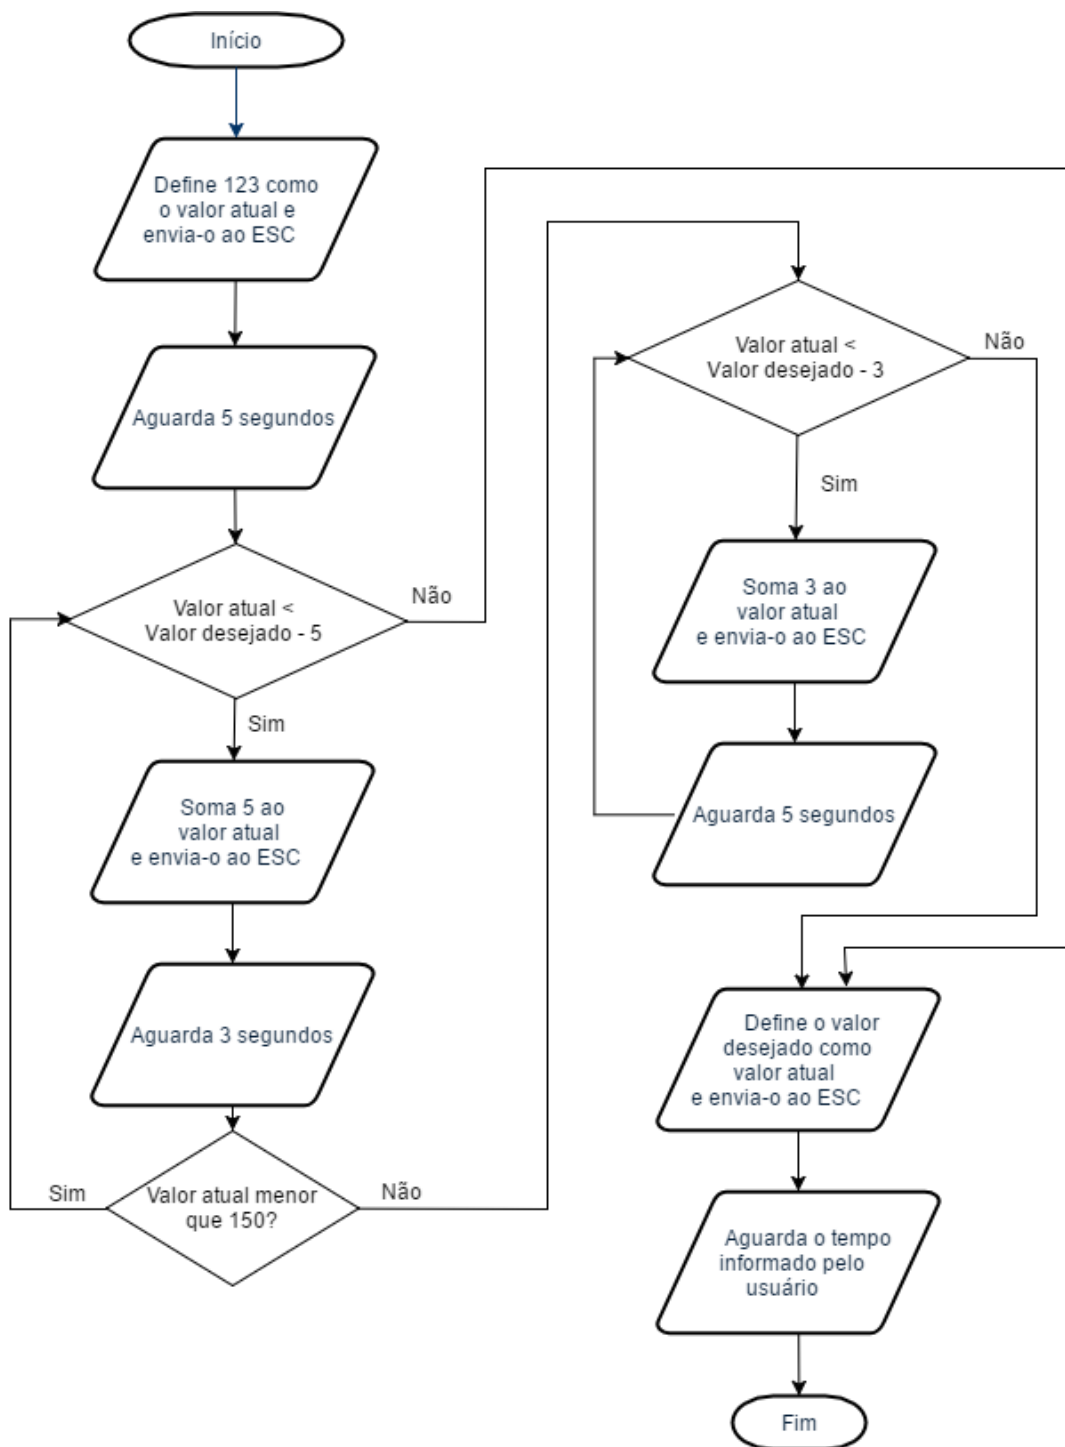 Início
Define 123 como
o valor atual e
envia-o ao ESC
Aguarda 5 segundos
Valor atual <
Valor desejado - 5
Não
Sim
Soma 5 ao
valor atual
e envia-o ao ESC
Aguarda 3 segundos
Valor atual menor
que 150?
Sim
Não
Valor atual <
Valor desejado - 3
Não
Sim
Soma 3 ao
valor atual
e envia-o ao ESC
Aguarda 5 segundos
Define o valor
desejado como
valor atual
e envia-o ao ESC
Aguarda o tempo
informado pelo
usuário
Fim